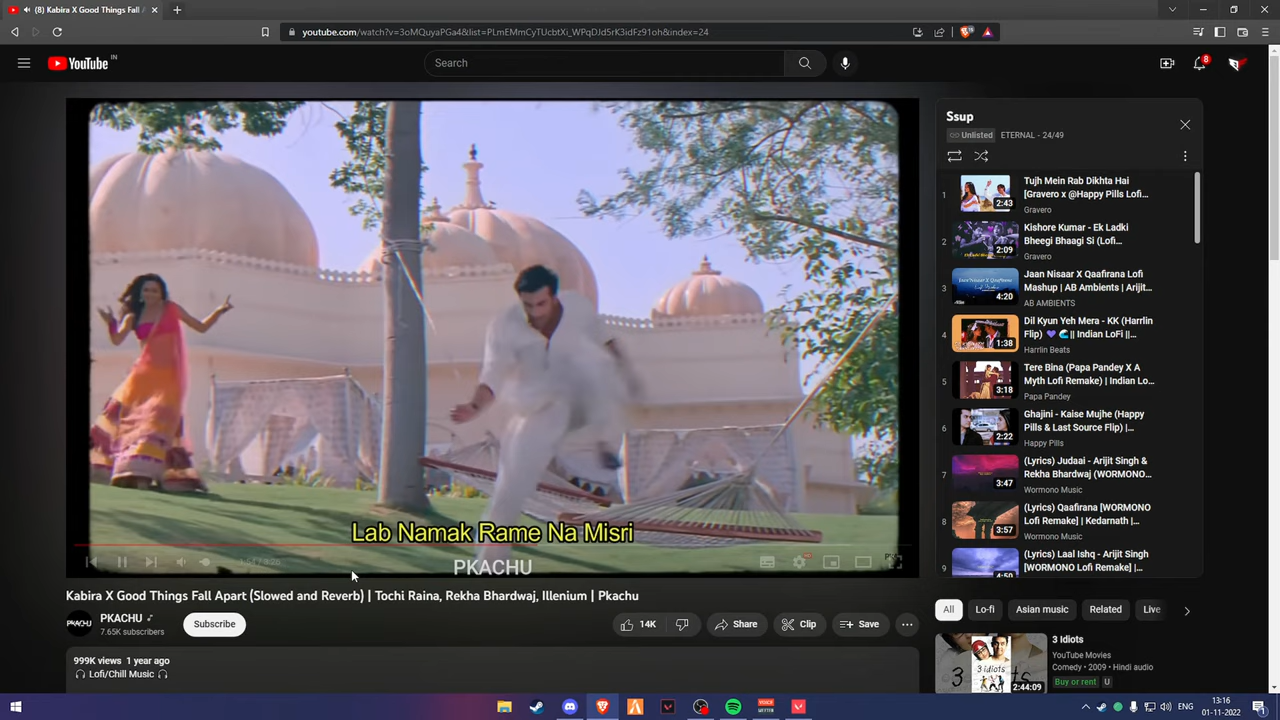 (8) Kabira X Good Things Fall Ap
youtube.com/watch?v=3oMQuyaPGa4&list=PLmEMmCyTUcbtXi_WPqDJd5rK3idFz91oh&index=24
YouTube IN
Search
8
Lab Namak Rame Na Misri
PKACHU
Kabira X Good Things Fall Apart (Slowed and Reverb) | Tochi Raina, Rekha Bhardwaj, Illenium | Pkachu
PKACHU
7.65K subscribers
Subscribe
14K
Share
Clip
Save
999K views 1 year ago
Lofi/Chill Music
Ssup
Unlisted ETERNAL - 24/49
1
2:43
Tujh Mein Rab Dikhta Hai
[Gravero x @Happy Pills Lofi...
Gravero
2
2:09
Kishore Kumar - Ek Ladki
Bheegi Bhaagi Si (Lofi...
Gravero
3
4:20
Jaan Nisaar X Qaafirana Lofi
Mashup | AB Ambients | Arijit...
AB AMBIENTS
4
1:38
Dil Kyun Yeh Mera - KK (Harrlin
Flip) 💜🌊|| Indian LoFi ||...
Harrlin Beats
5
3:18
Tere Bina (Papa Pandey X A
Myth Lofi Remake) | Indian Lo...
Papa Pandey
6
2:22
Ghajini - Kaise Mujhe (Happy
Pills & Last Source Flip) |...
Happy Pills
7
3:47
(Lyrics) Judaai - Arijit Singh &
Rekha Bhardwaj (WORMONO...
Wormono Music
8
3:57
(Lyrics) Qaafirana [WORMONO
Lofi Remake] | Kedarnath |...
Wormono Music
9
4:50
(Lyrics) Laal Ishq - Arijit Singh
[WORMONO Lofi Remake] |...
All
Lo-fi
Asian music
Related
Live
3 idiots
2:44:09
3 Idiots
YouTube Movies
Comedy • 2009 • Hindi audio
Buy or rent U
ENG
13:16
01-11-2022